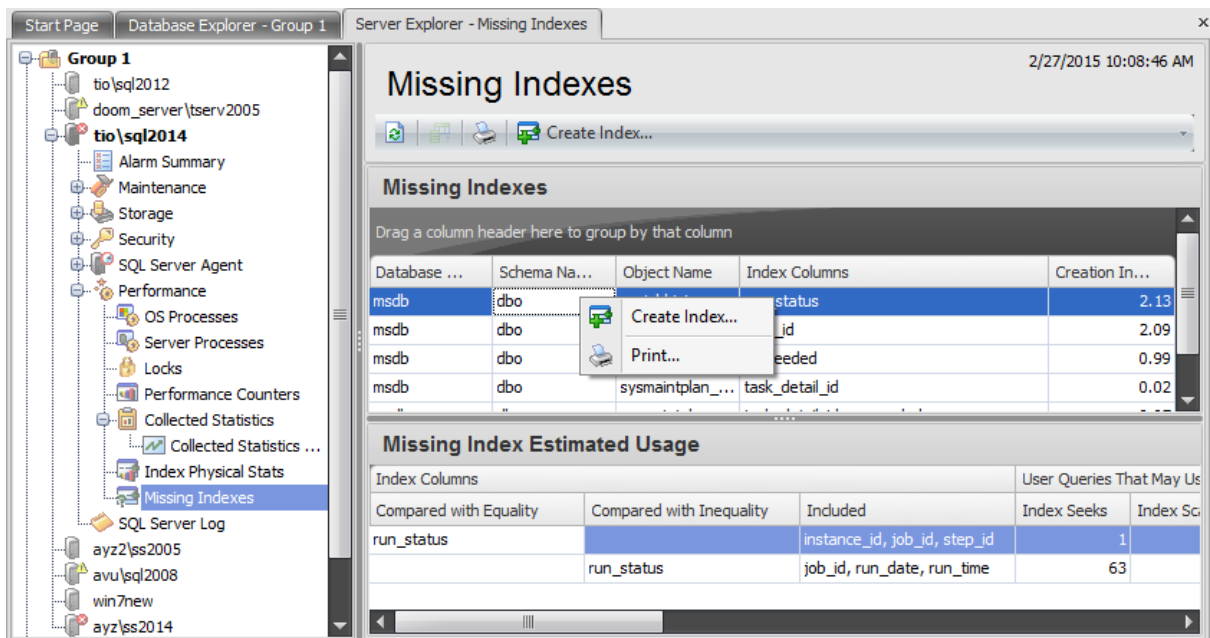 Start Page Database Explorer - Group 1 Server Explorer - Missing Indexes
Group 1
tio\sql2012
doom_server\tserv2005
tio\sql2014
Alarm Summary
Maintenance
Storage
Security
SQL Server Agent
Performance
OS Processes
Server Processes
Locks
Performance Counters
Collected Statistics
Collected Statistics ...
Index Physical Stats
Missing Indexes
SQL Server Log
ayz2\ss2005
avu\sql2008
win7new
ayz\ss2014
2/27/2015 10:08:46 AM
Missing Indexes
Create Index...
Missing Indexes
Drag a column header here to group by that column
Database ... Schema Na... Object Name Index Columns Creation In...
msdb dbo status 2.13
msdb dbo _id 2.09
msdb dbo eeded 0.99
msdb dbo sysmaintplan_... task_detail_id 0.02
Create Index...
Print...
Missing Index Estimated Usage
Index Columns User Queries That May Us
Compared with Equality Compared with Inequality Included Index Seeks Index Sc
run_status instance_id, job_id, step_id 1
run_status job_id, run_date, run_time 63